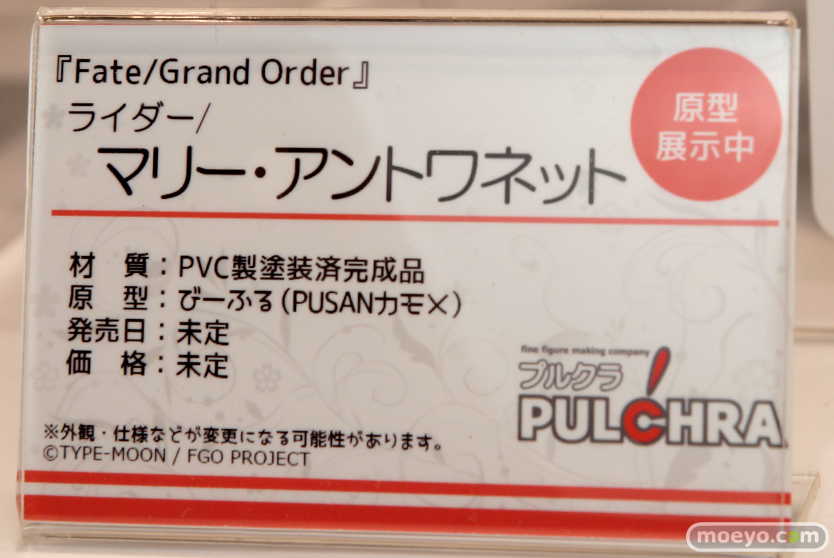 『Fate/Grand Order』
ライダー/
マリー・アントワネット
原型
展示中
材　質：PVC製塗装済完成品
原　型：びーふる(PUSANカモ×)
発売日：未定
価　格：未定
fine figure making company
プルクラ
PULCHRA
※外観・仕様などが変更になる可能性があります。
©TYPE-MOON / FGO PROJECT
moeyo.com